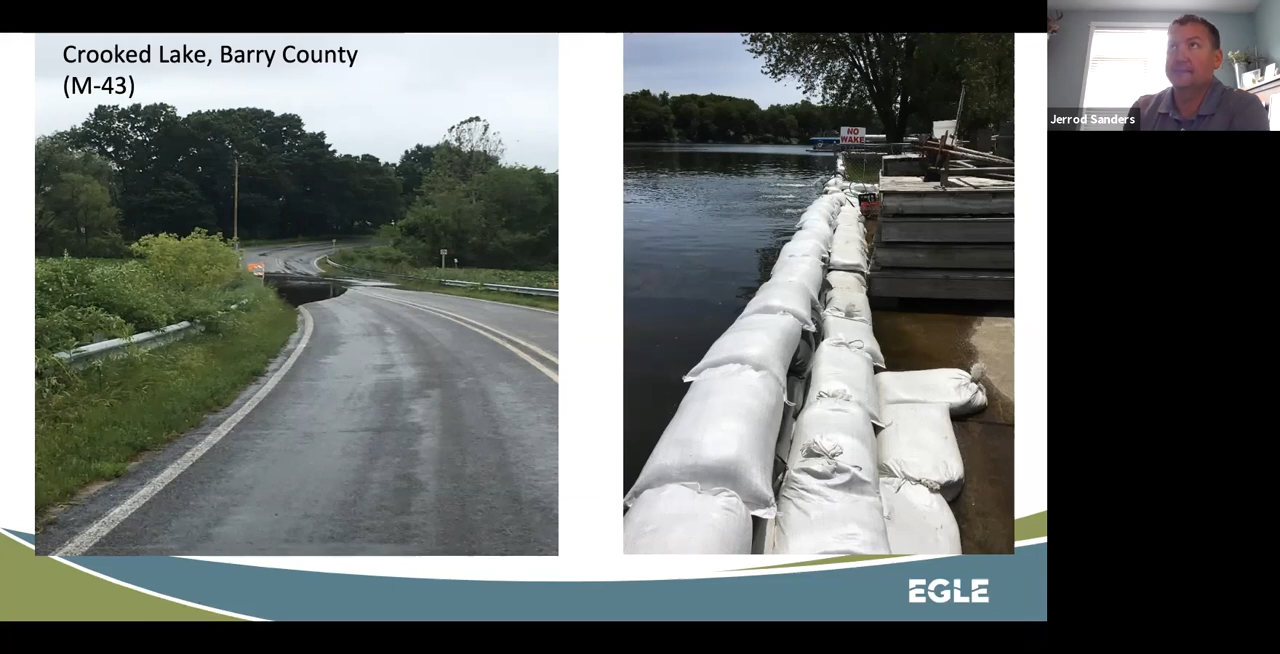 Crooked Lake, Barry County
(M-43)
NO
WAKE
Jerrod Sanders
EGLE